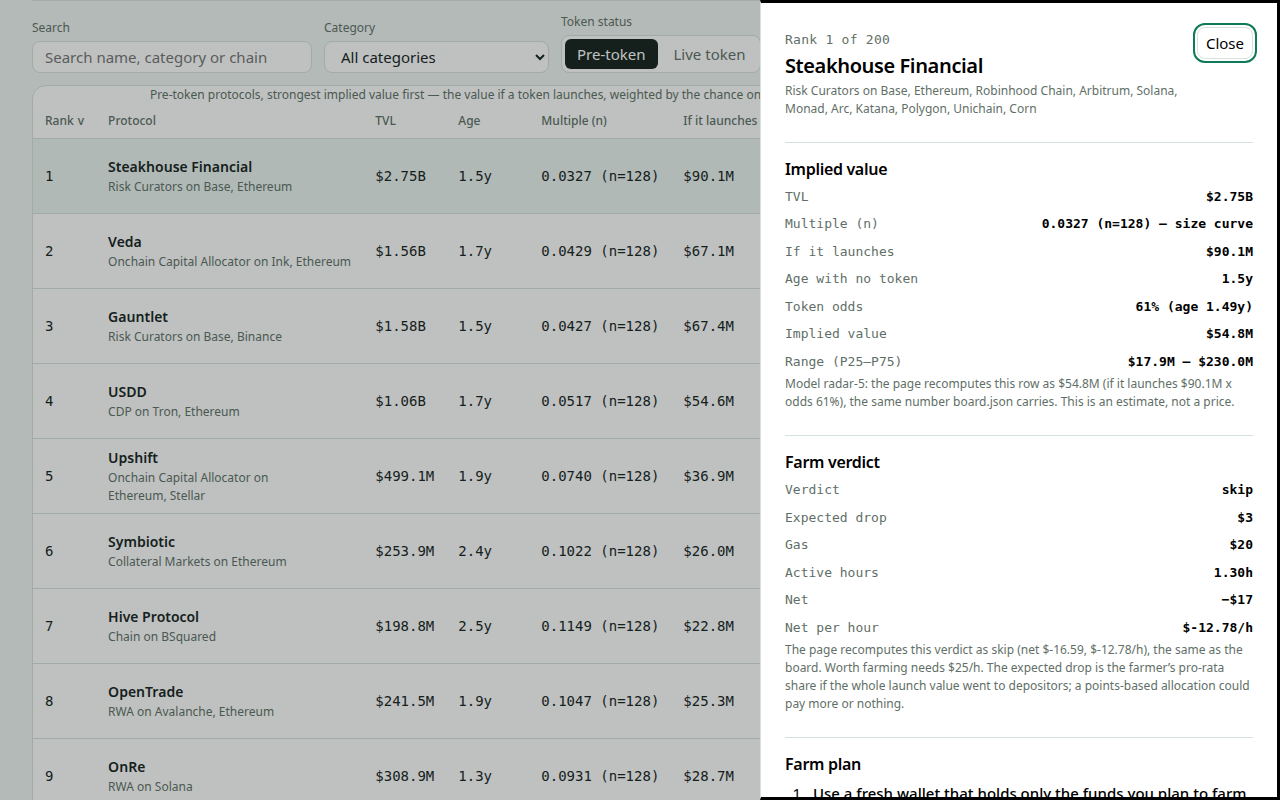 Search
Category
Token status
Search name, category or chain
All categories
Pre-token
Live token
Pre-token protocols, strongest implied value first — the value if a token launches, weighted by the chance on
Rank v
Protocol
TVL
Age
Multiple (n)
If it launches
1
Steakhouse Financial
Risk Curators on Base, Ethereum
$2.75B
1.5y
0.0327 (n=128)
$90.1M
2
Veda
Onchain Capital Allocator on Ink, Ethereum
$1.56B
1.7y
0.0429 (n=128)
$67.1M
3
Gauntlet
Risk Curators on Base, Binance
$1.58B
1.5y
0.0427 (n=128)
$67.4M
4
USDD
CDP on Tron, Ethereum
$1.06B
1.7y
0.0517 (n=128)
$54.6M
5
Upshift
Onchain Capital Allocator on
Ethereum, Stellar
$499.1M
1.9y
0.0740 (n=128)
$36.9M
6
Symbiotic
Collateral Markets on Ethereum
$253.9M
2.4y
0.1022 (n=128)
$26.0M
7
Hive Protocol
Chain on BSquared
$198.8M
2.5y
0.1149 (n=128)
$22.8M
8
OpenTrade
RWA on Avalanche, Ethereum
$241.5M
1.9y
0.1047 (n=128)
$25.3M
9
OnRe
RWA on Solana
$308.9M
1.3y
0.0931 (n=128)
$28.7M
Rank 1 of 200
Close
Steakhouse Financial
Risk Curators on Base, Ethereum, Robinhood Chain, Arbitrum, Solana,
Monad, Arc, Katana, Polygon, Unichain, Corn
Implied value
TVL
$2.75B
Multiple (n)
0.0327 (n=128) — size curve
If it launches
$90.1M
Age with no token
1.5y
Token odds
61% (age 1.49y)
Implied value
$54.8M
Range (P25–P75)
$17.9M — $230.0M
Model radar-5: the page recomputes this row as $54.8M (if it launches $90.1M x
odds 61%), the same number board.json carries. This is an estimate, not a price.
Farm verdict
Verdict
skip
Expected drop
$3
Gas
$20
Active hours
1.30h
Net
−$17
Net per hour
$-12.78/h
The page recomputes this verdict as skip (net $-16.59, $-12.78/h), the same as the
board. Worth farming needs $25/h. The expected drop is the farmer's pro-rata
share if the whole launch value went to depositors; a points-based allocation could
pay more or nothing.
Farm plan
1. Use a fresh wallet that holds only the funds you plan to farm